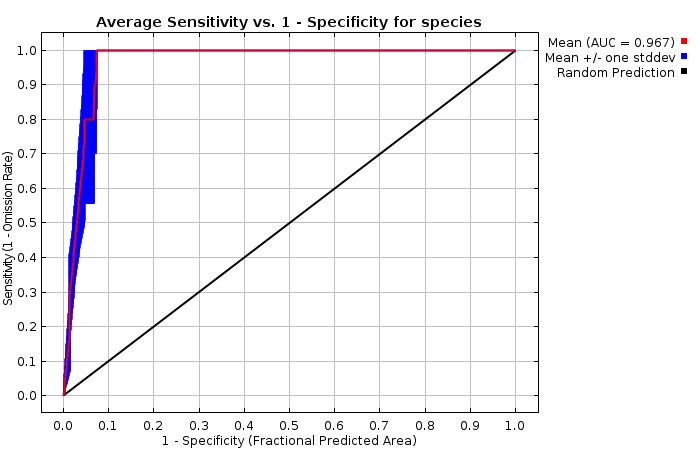 Average Sensitivity vs. 1 - Specificity for species
Mean (AUC = 0.967)
Mean +/- one stddev
Random Prediction
Sensitivity (1 - Omission Rate)
1.0
0.9
0.8
0.7
0.6
0.5
0.4
0.3
0.2
0.1
0.0
0.0 0.1 0.2 0.3 0.4 0.5 0.6 0.7 0.8 0.9 1.0
1 - Specificity (Fractional Predicted Area)